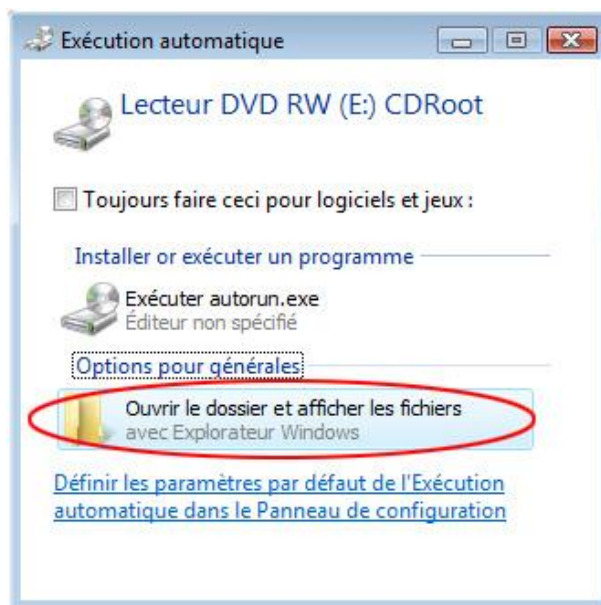 Exécution automatique
Lecteur DVD RW (E:) CDRoot
Toujours faire ceci pour logiciels et jeux :
Installer or exécuter un programme
Exécuter autorun.exe
Éditeur non spécifié
Options pour générales
Ouvrir le dossier et afficher les fichiers
avec Explorateur Windows
Définir les paramètres par défaut de l'Exécution
automatique dans le Panneau de configuration